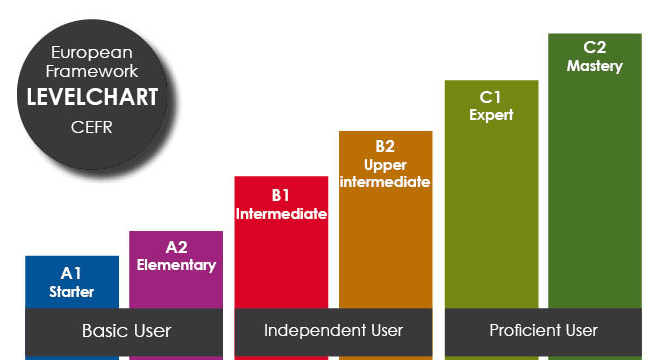 European
Framework
LEVELCHART
CEFR
A1
Starter
A2
Elementary
B1
Intermediate
B2
Upper
intermediate
C1
Expert
C2
Mastery
Basic User
Independent User
Proficient User